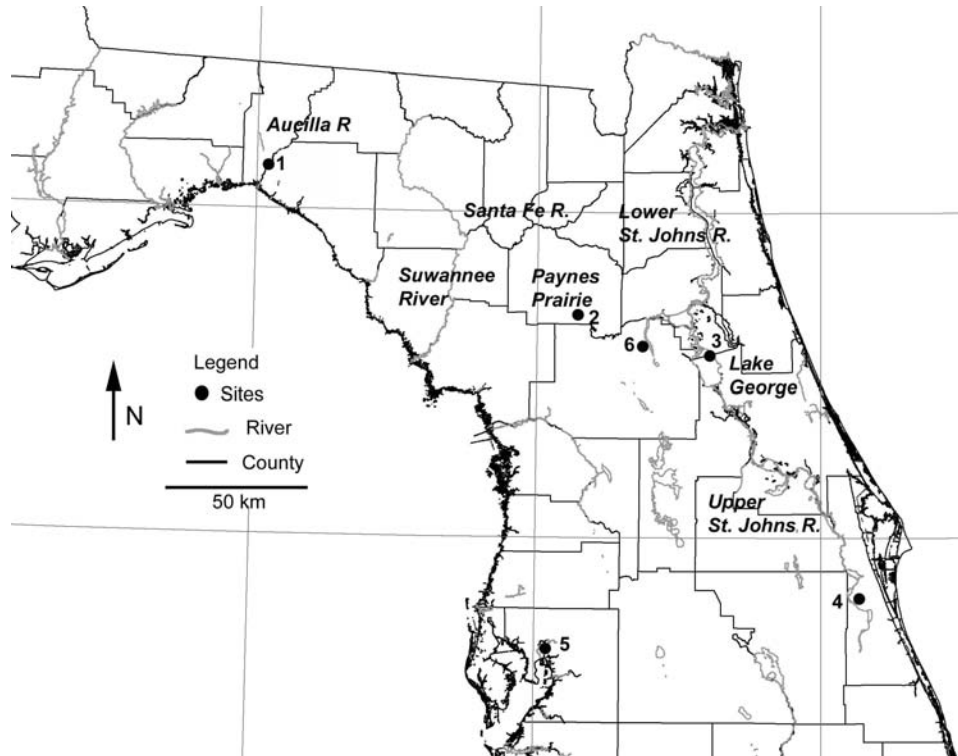 Aucilla R
1
Santa Fe R.
Lower
St. Johns R.
Suwannee
River
Paynes
Prairie
2
6
3
Lake
George
Legend
Sites
River
County
50 km
N
Upper
St. Johns R.
4
5